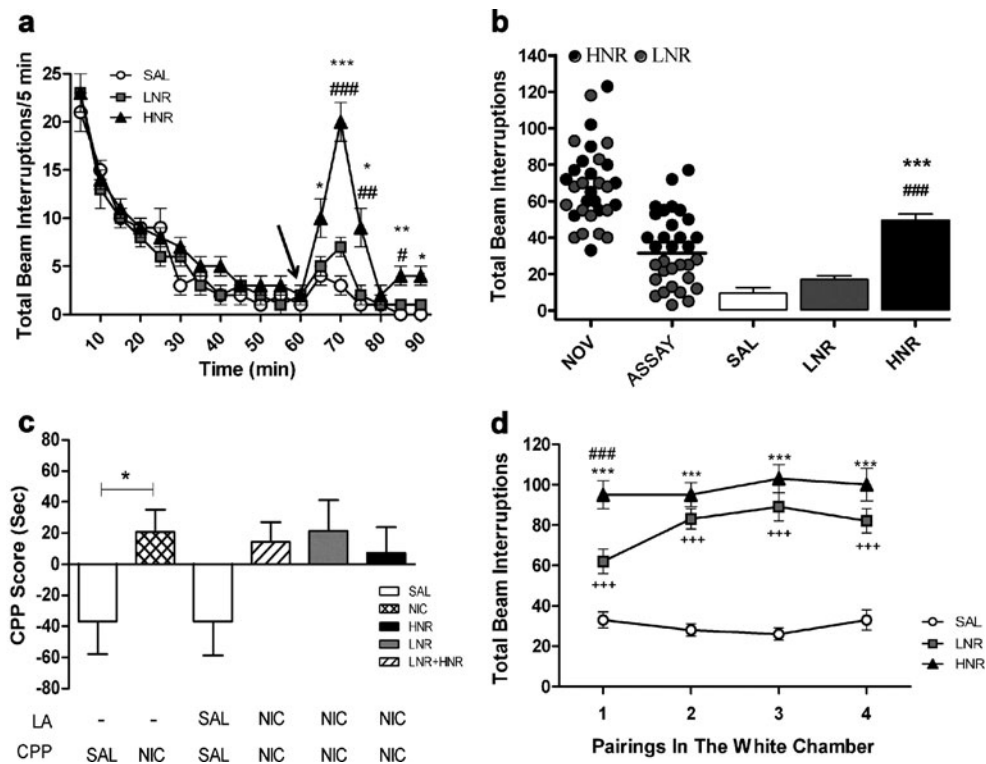 a
Total Beam Interruptions/5 min
25
20
15
10
5
0
SAL
LNR
HNR
***
###
*
*
##
**
#
*
10 20 30 40 50 60 70 80 90
Time (min)
b
HNR LNR
Total Beam Interruptions
140
120
100
80
60
40
20
0
***
###
NOV ASSAY SAL LNR HNR
c
CPP Score (Sec)
80
60
40
20
0
-20
-40
-60
-80
*
SAL
NIC
HNR
LNR
LNR+HNR
LA - - SAL NIC NIC NIC
CPP SAL NIC SAL NIC NIC NIC
d
Total Beam Interruptions
120
100
80
60
40
20
0
###
*** *** *** ***
+++ +++ +++ +++
SAL
LNR
HNR
1 2 3 4
Pairings In The White Chamber